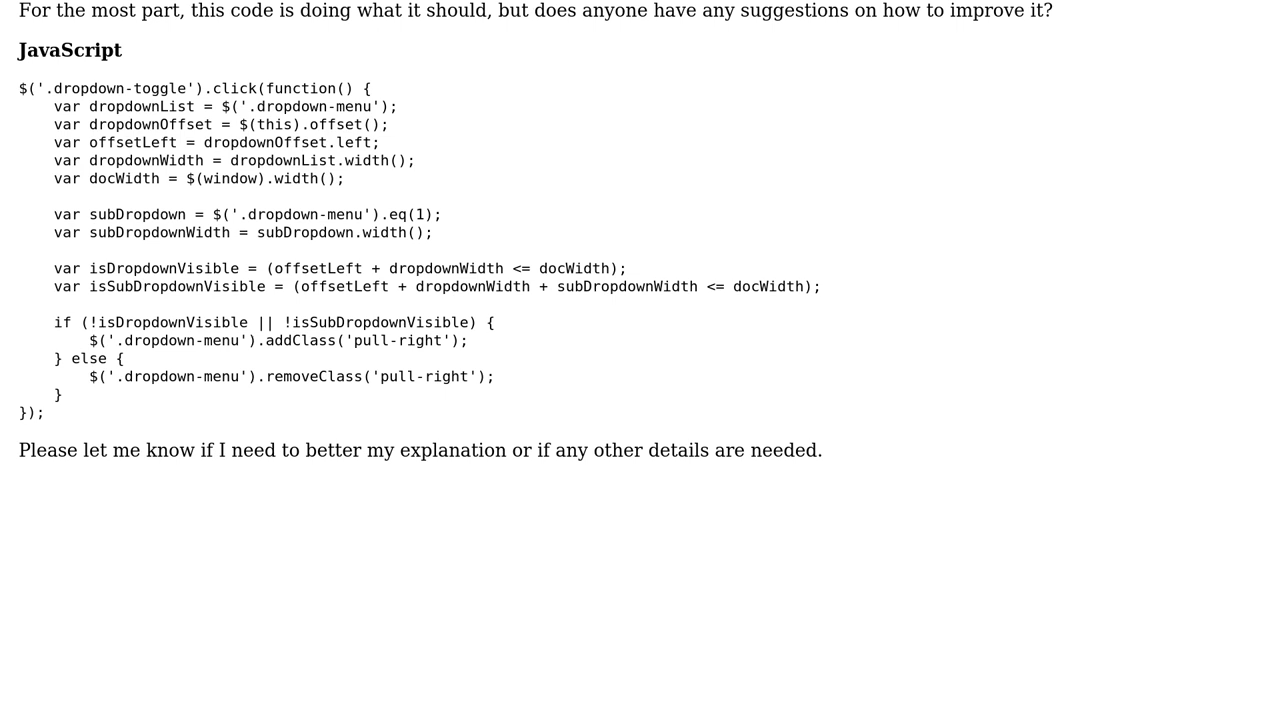 For the most part, this code is doing what it should, but does anyone have any suggestions on how to improve it?
JavaScript
$('.dropdown-toggle').click(function() {
    var dropdownList = $('.dropdown-menu');
    var dropdownOffset = $(this).offset();
    var offsetLeft = dropdownOffset.left;
    var dropdownWidth = dropdownList.width();
    var docWidth = $(window).width();

    var subDropdown = $('.dropdown-menu').eq(1);
    var subDropdownWidth = subDropdown.width();

    var isDropdownVisible = (offsetLeft + dropdownWidth <= docWidth);
    var isSubDropdownVisible = (offsetLeft + dropdownWidth + subDropdownWidth <= docWidth);

    if (!isDropdownVisible || !isSubDropdownVisible) {
        $('.dropdown-menu').addClass('pull-right');
    } else {
        $('.dropdown-menu').removeClass('pull-right');
    }
});
Please let me know if I need to better my explanation or if any other details are needed.